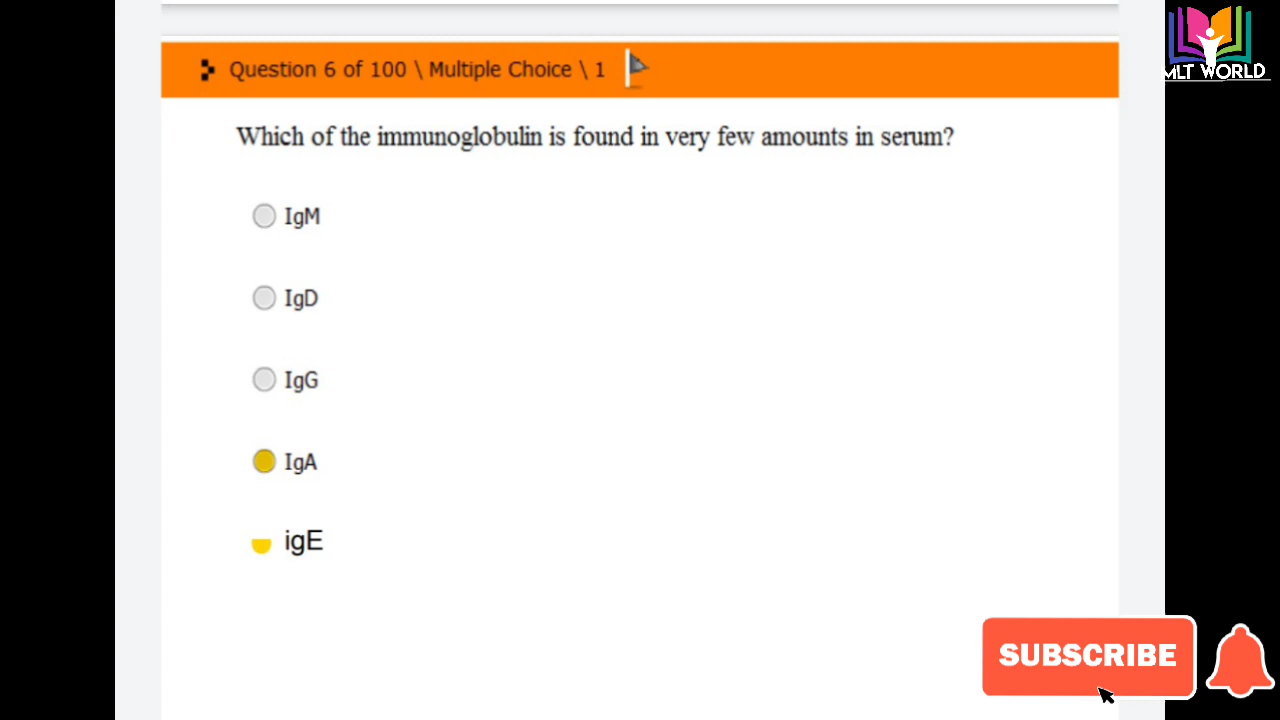 MLT WORLD
Question 6 of 100 \ Multiple Choice \ 1
Which of the immunoglobulin is found in very few amounts in serum?
IgM
IgD
IgG
IgA
igE
SUBSCRIBE